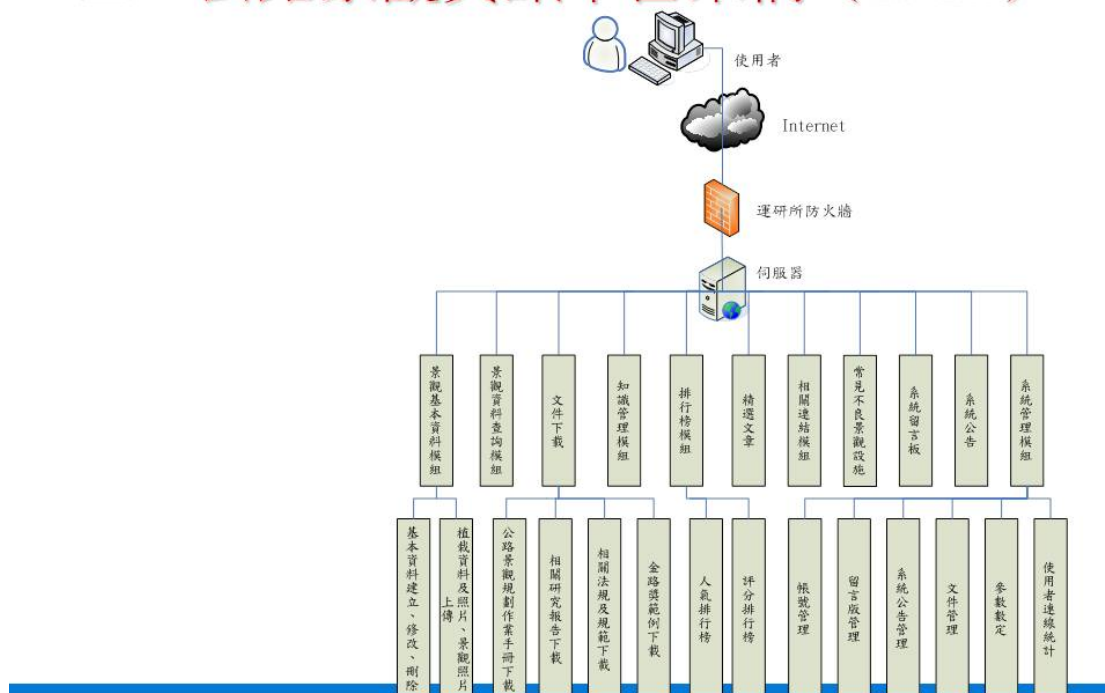 使用者
Internet
運研所防火牆
伺服器
景觀基本資料模組
景觀資料查詢模組
文件下載
知識管理模組
排行榜模組
精選文章
相關連結模組
常見不良景觀設施
系統留言板
系統公告
系統管理模組
基本資料建立、修改、刪除
植栽資料及照片、景觀照片上傳
公路景觀規劃作業手冊下載
相關研究報告下載
相關法規及規範下載
金路獎範例下載
人氣排行榜
評分排行榜
帳號管理
留言版管理
系統公告管理
文件管理
參數數定
使用者連線統計